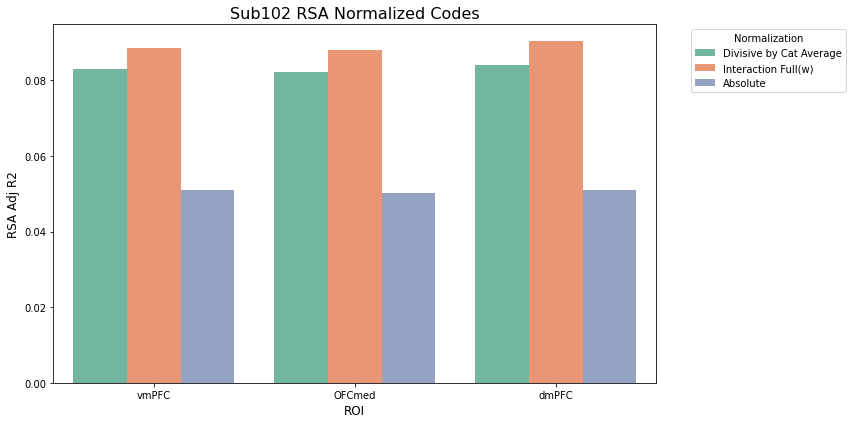 Sub102 RSA Normalized Codes
Normalization
Divisive by Cat Average
Interaction Full(w)
Absolute
RSA Adj R2
0.08
0.06
0.04
0.02
0.00
vmPFC
OFCmed
dmPFC
ROI